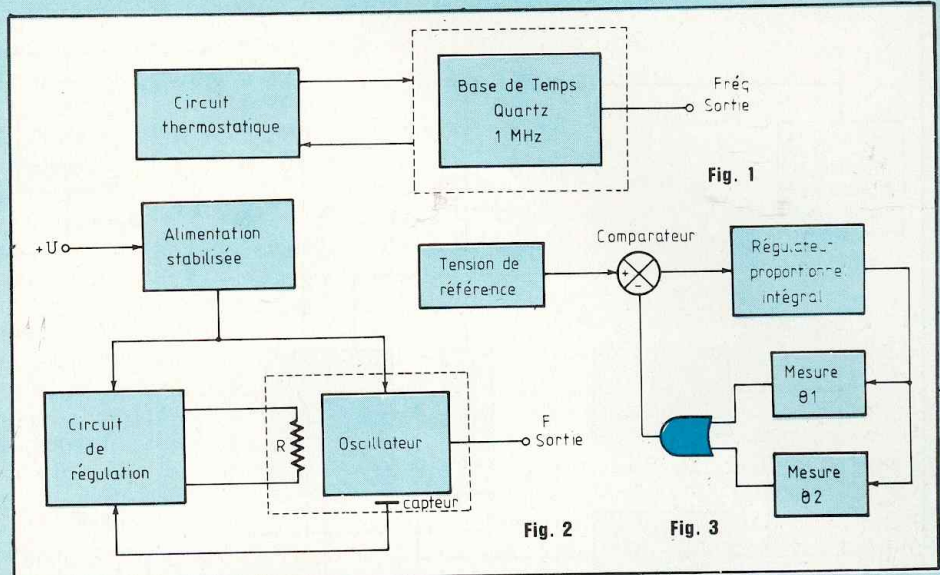 Circuit
thermostatique
Base de Temps
Quartz
1 MHz
Fréq
Sortie
Fig. 1
+U
Alimentation
stabilisée
Circuit
de
régulation
R
Oscillateur
capteur
F
Sortie
Fig. 2
Tension de
référence
Comparateur
+
-
Régulateur
proportionne
intégral
Mesure
θ1
Mesure
θ2
Fig. 3